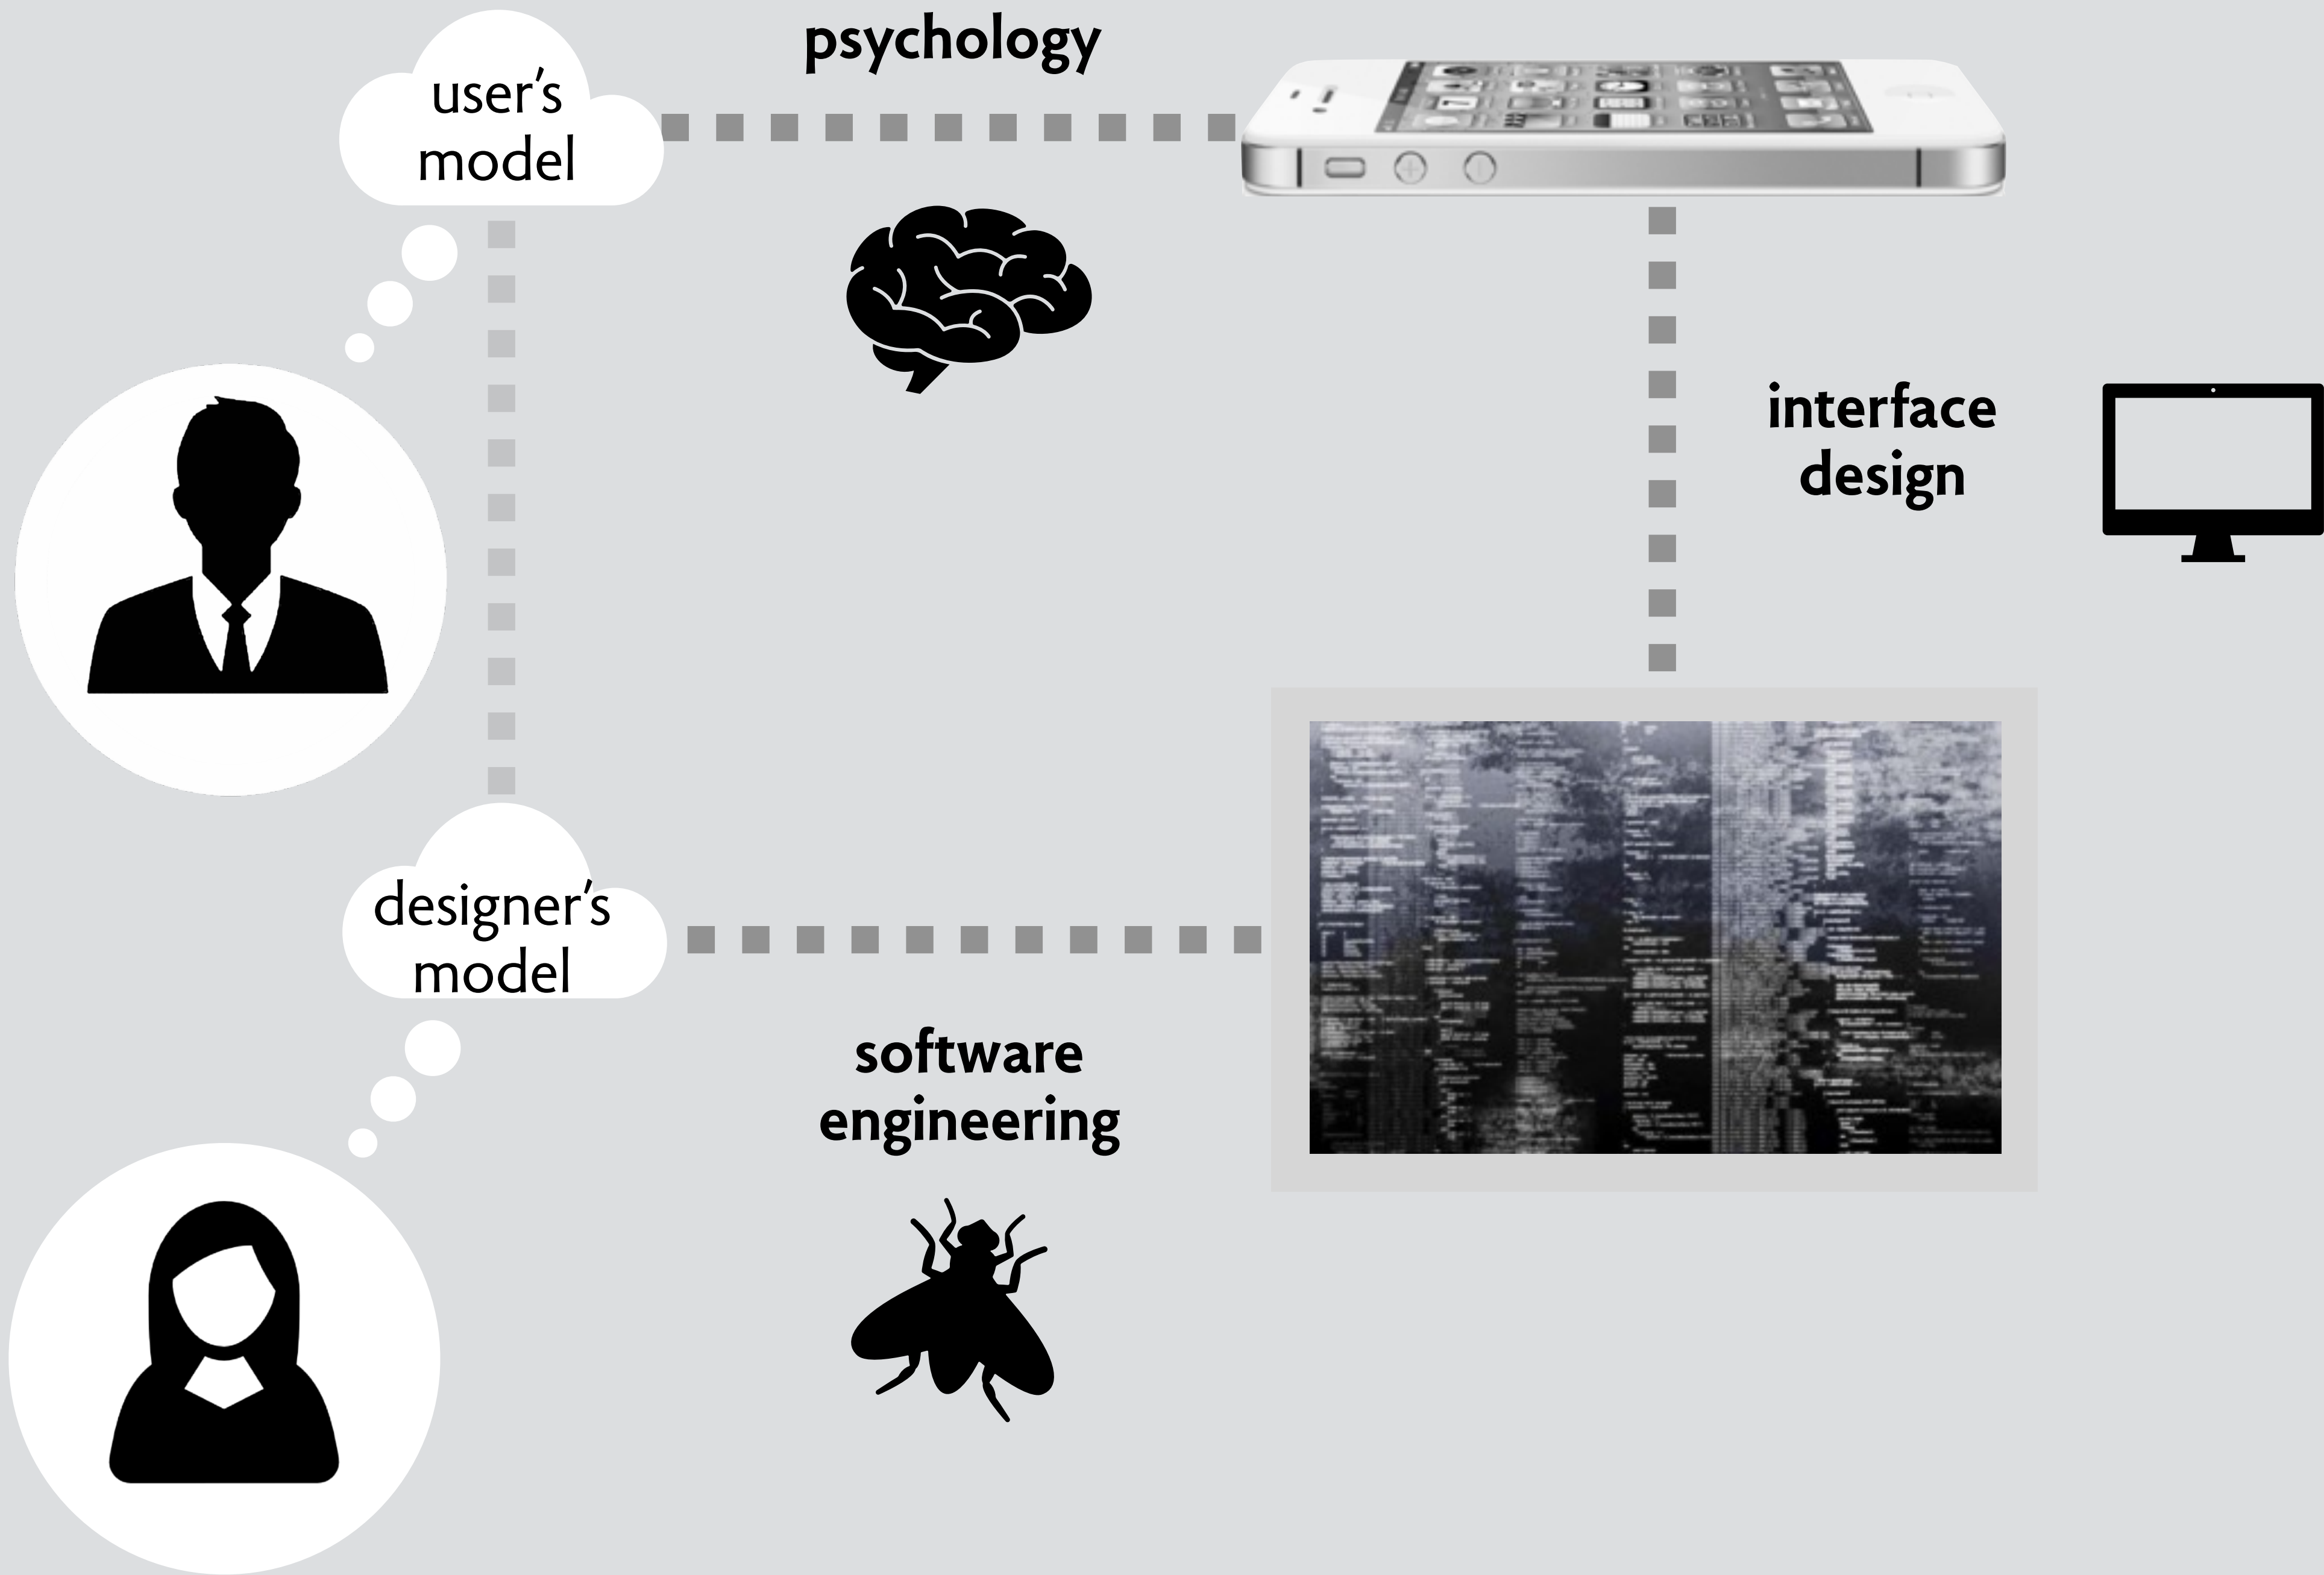 psychology
user's
model
interface
design
designer's
model
software
engineering